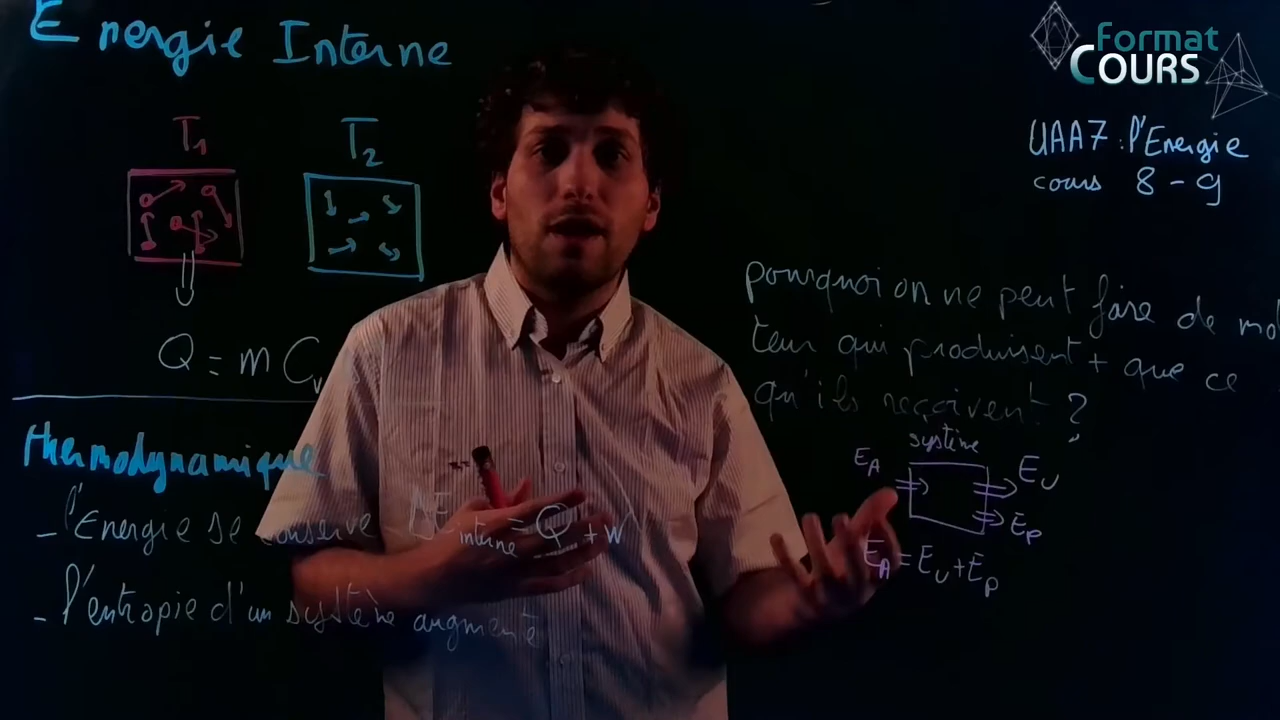 Energie Interne
Format
COURS
UAA7 : l'Energie
cours 8 - 9
T1
T2
Q = m Cv
pourquoi on ne peut faire de mo
teur qui produisent + que ce
qu'ils reçoivent ?
système
EA
EU
EP
EA = EU + EP
thermodynamique
- l'Energie se conserve
interne = Q + W
- l'entropie d'un système augmente